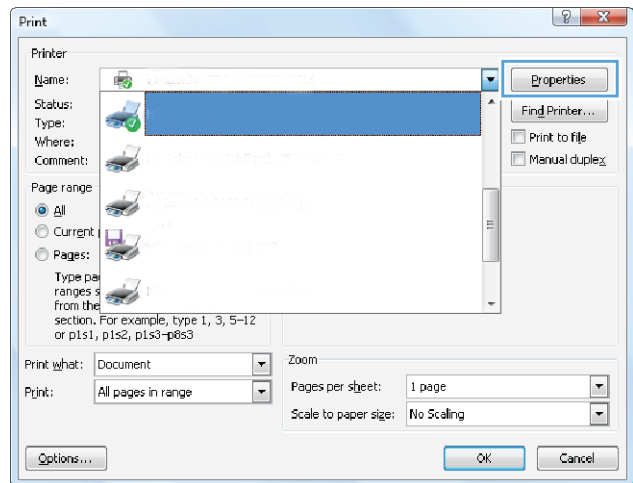 Print
Printer
Name:
Properties
Status:
Find Printer...
Type:
Print to file
Where:
Manual duplex
Comment:
Page range
All
Current
Pages:
Type
ranges
from the
section. For example, type 1, 3, 5–12
or p1s1, p1s2, p1s3–p8s3
Print what: Document
Print: All pages in range
Zoom
Pages per sheet: 1 page
Scale to paper size: No Scaling
Options...
OK
Cancel